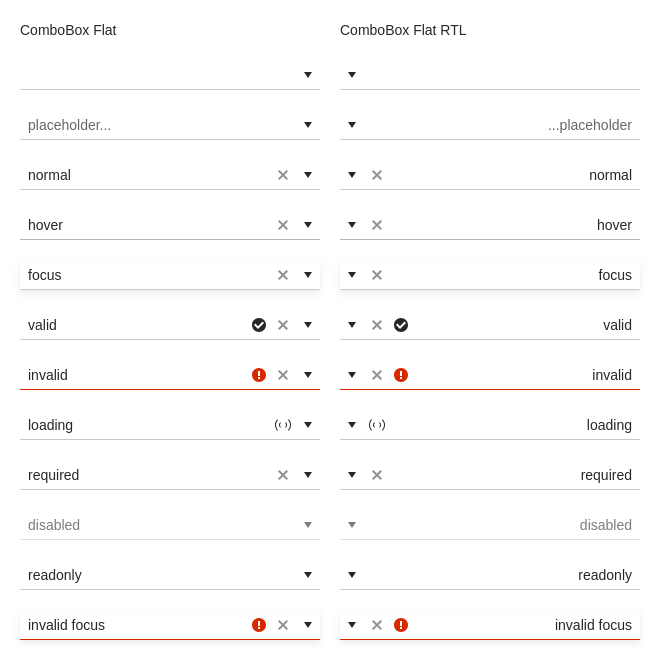 ComboBox Flat
placeholder...
normal
hover
focus
valid
invalid
loading
required
disabled
readonly
invalid focus
ComboBox Flat RTL
...placeholder
normal
hover
focus
valid
invalid
loading
required
disabled
readonly
invalid focus